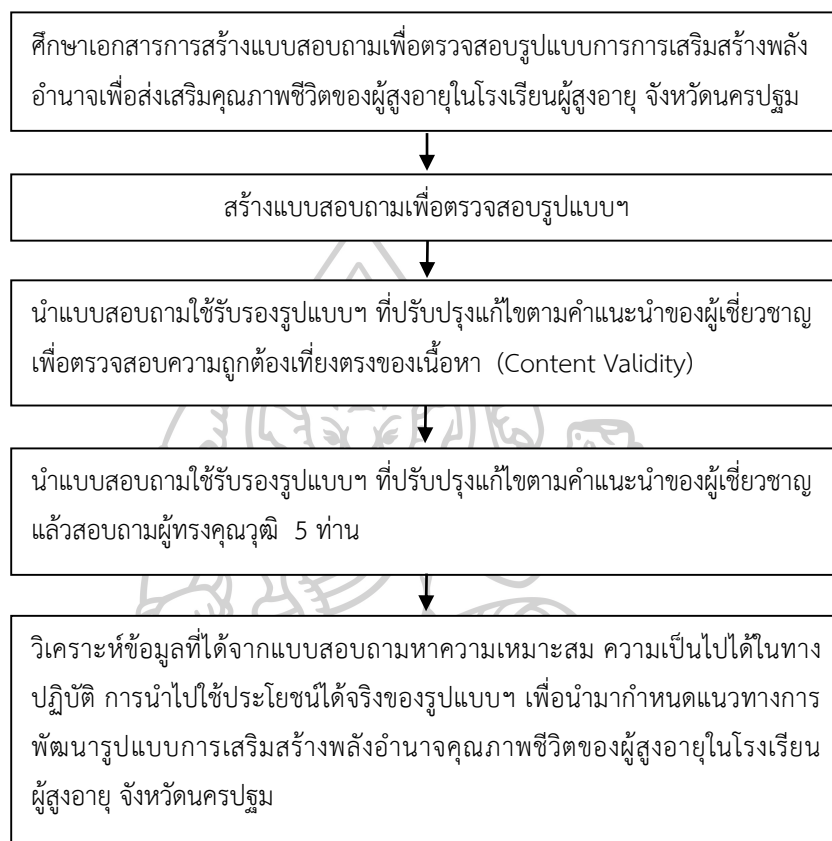 ศึกษาเอกสารการสร้างแบบสอบถามเพื่อตรวจสอบรูปแบบการการเสริมสร้างพลัง
อำนาจเพื่อส่งเสริมคุณภาพชีวิตของผู้สูงอายุในโรงเรียนผู้สูงอายุ จังหวัดนครปฐม
สร้างแบบสอบถามเพื่อตรวจสอบรูปแบบฯ
นำแบบสอบถามใช้รับรองรูปแบบฯ ที่ปรับปรุงแก้ไขตามคำแนะนำของผู้เชี่ยวชาญ
เพื่อตรวจสอบความถูกต้องเที่ยงตรงของเนื้อหา (Content Validity)
นำแบบสอบถามใช้รับรองรูปแบบฯ ที่ปรับปรุงแก้ไขตามคำแนะนำของผู้เชี่ยวชาญ
แล้วสอบถามผู้ทรงคุณวุฒิ 5 ท่าน
วิเคราะห์ข้อมูลที่ได้จากแบบสอบถามหาความเหมาะสม ความเป็นไปได้ในทาง
ปฏิบัติ การนำไปใช้ประโยชน์ได้จริงของรูปแบบฯ เพื่อนำมากำหนดแนวทางการ
พัฒนารูปแบบการเสริมสร้างพลังอำนาจคุณภาพชีวิตของผู้สูงอายุในโรงเรียน
ผู้สูงอายุ จังหวัดนครปฐม